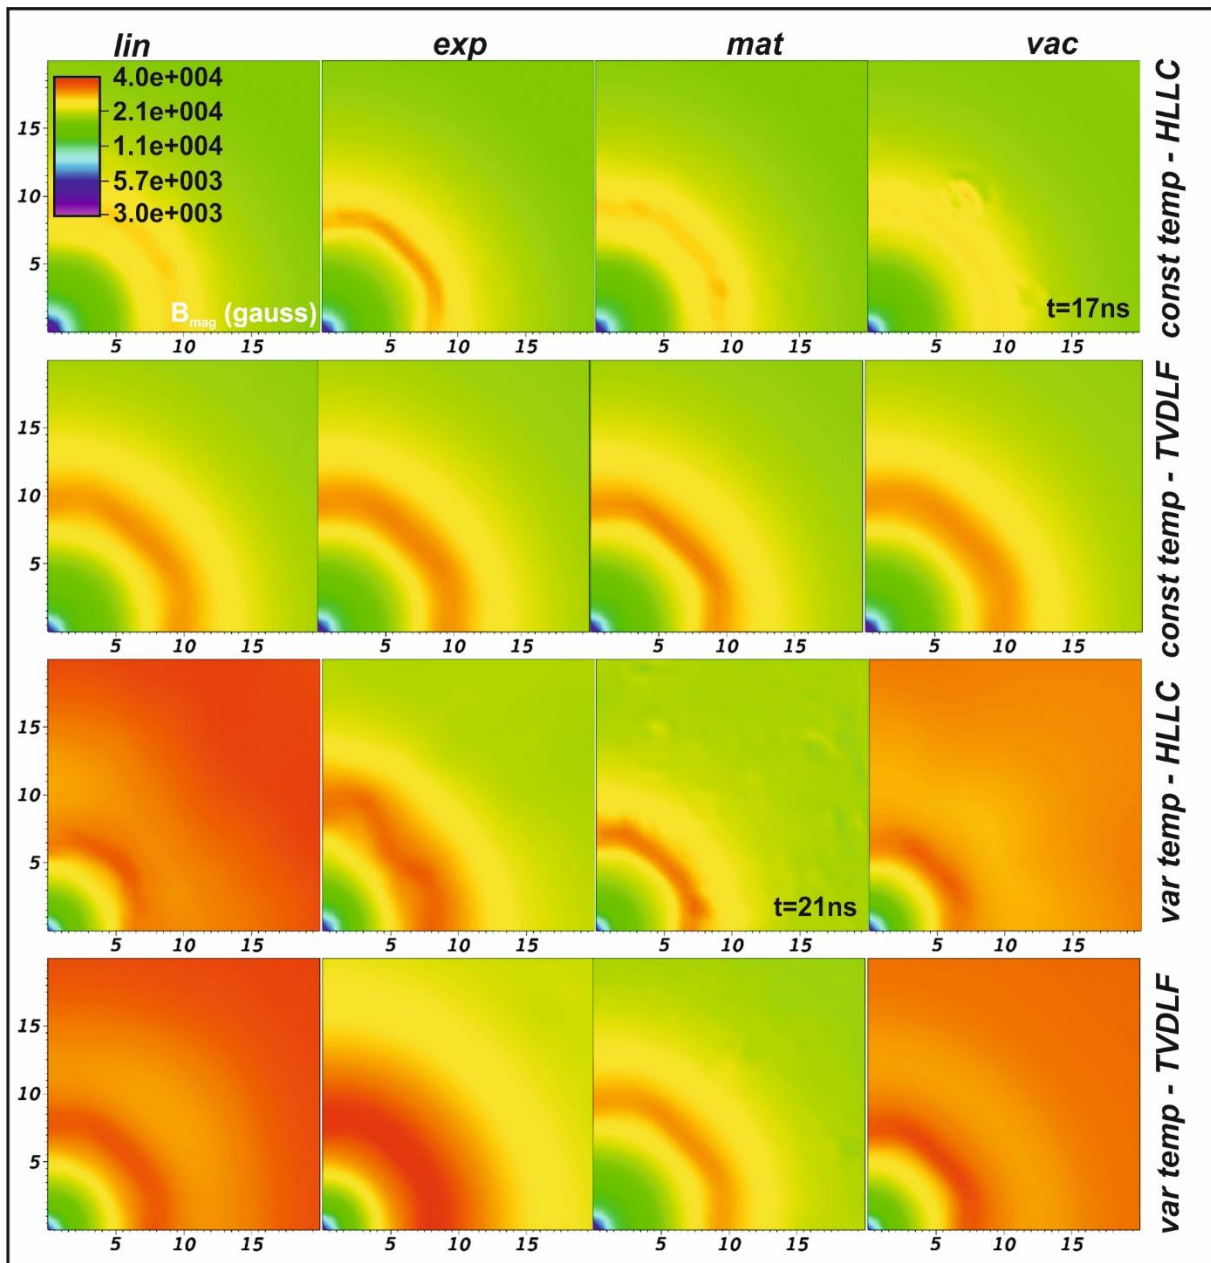 lin exp mat vac
4.0e+004
2.1e+004
1.1e+004
5.7e+003
3.0e+003
15
10
5
B_mag (gauss)
t=17ns
5 10 15 5 10 15 5 10 15 5 10 15
const temp - HLLC
15
10
5
5 10 15 5 10 15 5 10 15 5 10 15
const temp - TVDLF
15
10
5
t=21ns
5 10 15 5 10 15 5 10 15 5 10 15
var temp - HLLC
15
10
5
5 10 15 5 10 15 5 10 15 5 10 15
var temp - TVDLF